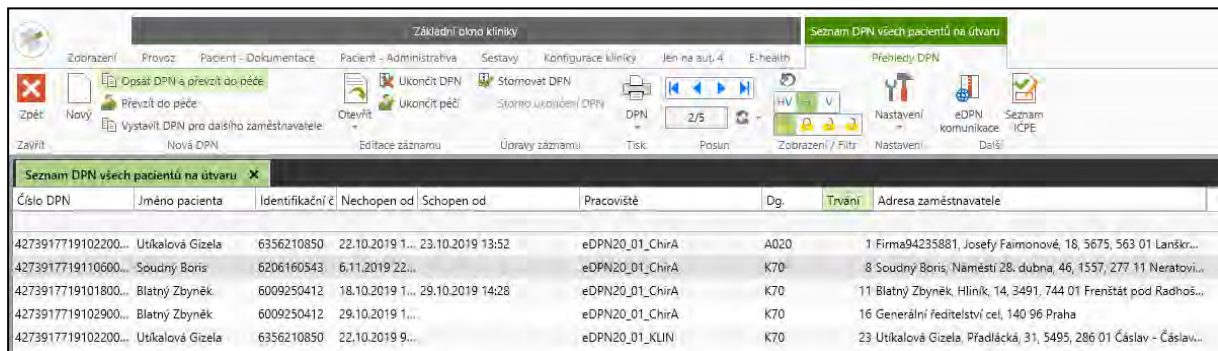 Základní okno kliniky
Seznam DPN všech pacientů na útvaru
Zobrazení Provoz Pacient - Dokumentace Pacient - Administrativa Sestavy Konfigurace kliniky Jen na aut. 4 E-health Přehledy DPN
Opsat DPN a převzít do péče
Ukončit DPN
Stornovat DPN
Převzít do péče
Ukončit péči
Storno ukončení DPN
Vystavit DPN pro dalšího zaměstnavatele
Zpět Nový Otevřít DPN 2/5 HV V Nastavení eDPN komunikace Seznam IČPE
Zavřít Nová DPN Editace záznamu Úpravy záznamu Tisk Posun Zobrazení / Filtr Nastavení Další
Seznam DPN všech pacientů na útvaru X
Číslo DPN Jméno pacienta Identifikační č Nechopen od Schopen od Pracoviště Dg. Trvání Adresa zaměstnavatele
4273917719102200... Utíkalová Gizela 6356210850 22.10.2019 1... 23.10.2019 13:52 eDPN20_01_ChirA A020 1 Firma94235881, Josefy Faimonové, 18, 5675, 563 01 Lanškr...
4273917719110600... Soudný Boris 6206160543 6.11.2019 22... eDPN20_01_ChirA K70 8 Soudný Boris, Náměstí 28. dubna, 46, 1557, 277 11 Neratovi...
4273917719101800... Blatný Zbyněk 6009250412 18.10.2019 1... 29.10.2019 14:28 eDPN20_01_ChirA K70 11 Blatný Zbyněk, Hliník, 14, 3491, 744 01 Frenštát pod Radhoš...
4273917719102900... Blatný Zbyněk 6009250412 29.10.2019 1... eDPN20_01_ChirA K70 16 Generální ředitelství cel, 140 96 Praha
4273917719102200... Utíkalová Gizela 6356210850 22.10.2019 9... eDPN20_01_KLIN K70 23 Utíkalová Gizela, Přadlácká, 31, 5495, 286 01 Čáslav - Čáslav...